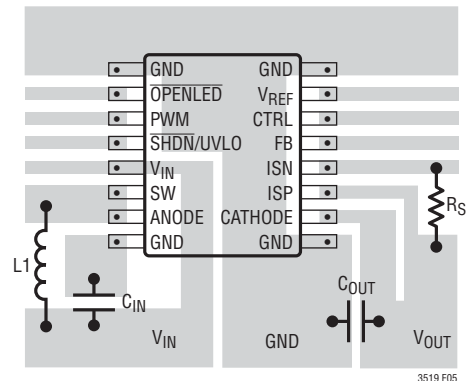 GND GND
OPENLED VREF
PWM CTRL
SHDN/UVLO FB
VIN ISN
SW ISP
ANODE CATHODE
GND GND
RS
L1
CIN
COUT
VIN GND VOUT
3519 F05